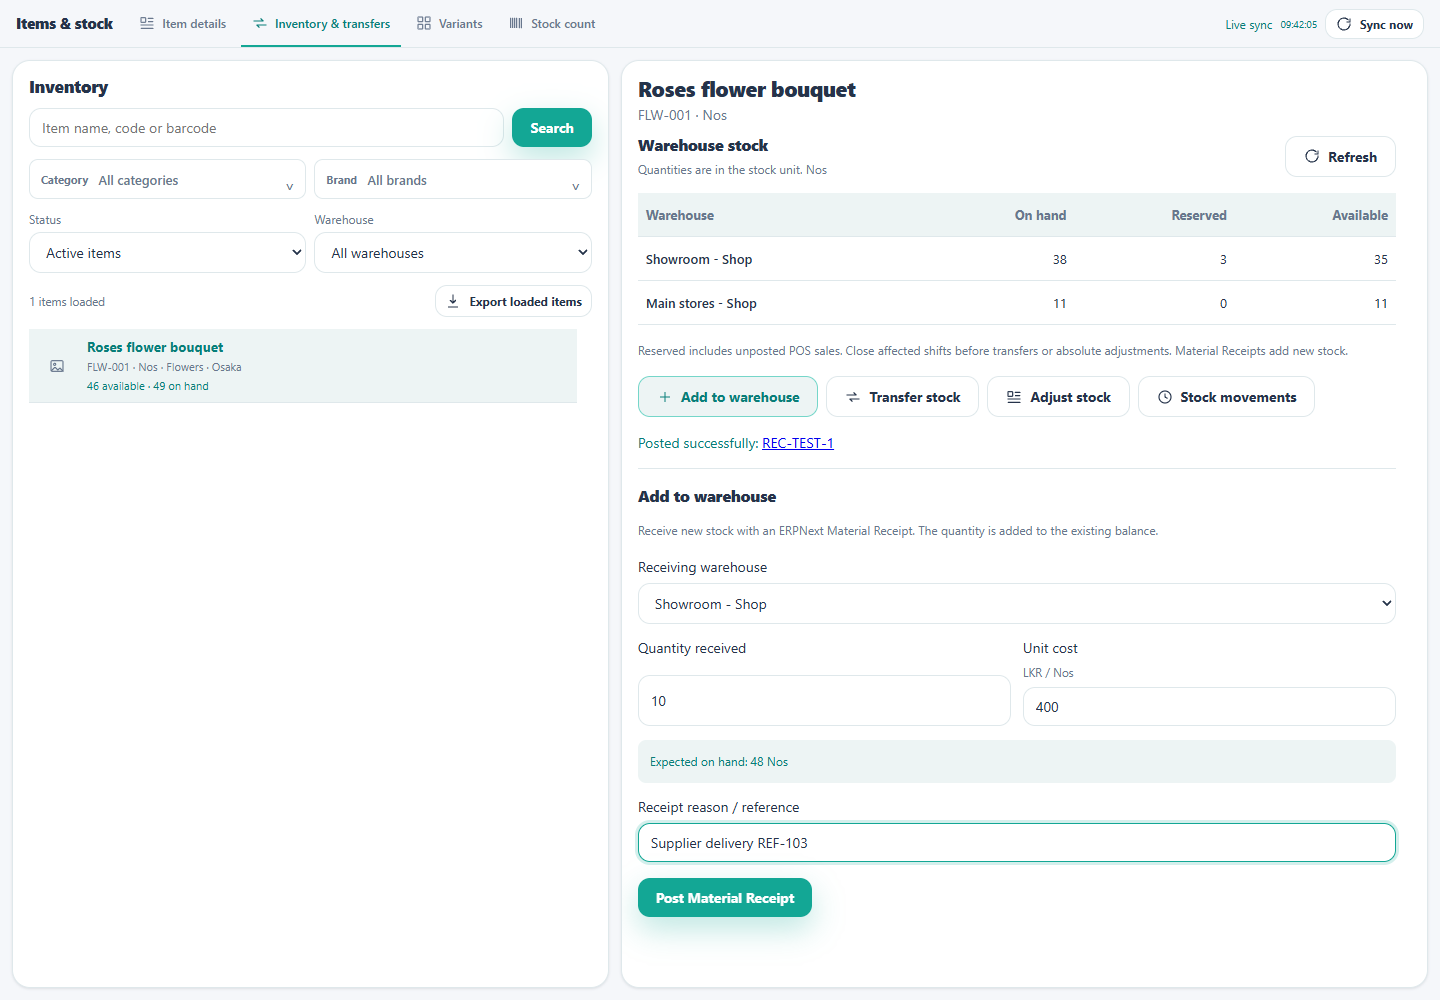 Items & stock
Item details
Inventory & transfers
Variants
Stock count
Live sync 09:42:05
Sync now
Inventory
Item name, code or barcode
Search
Category All categories
Brand All brands
Status
Warehouse
Active items
All warehouses
1 items loaded
Export loaded items
Roses flower bouquet
FLW-001 · Nos · Flowers · Osaka
46 available · 49 on hand
Roses flower bouquet
FLW-001 · Nos
Warehouse stock
Quantities are in the stock unit. Nos
Refresh
Warehouse On hand Reserved Available
Showroom - Shop 38 3 35
Main stores - Shop 11 0 11
Reserved includes unposted POS sales. Close affected shifts before transfers or absolute adjustments. Material Receipts add new stock.
Add to warehouse
Transfer stock
Adjust stock
Stock movements
Posted successfully: REC-TEST-1
Add to warehouse
Receive new stock with an ERPNext Material Receipt. The quantity is added to the existing balance.
Receiving warehouse
Showroom - Shop
Quantity received
10
Unit cost
LKR / Nos
400
Expected on hand: 48 Nos
Receipt reason / reference
Supplier delivery REF-103
Post Material Receipt